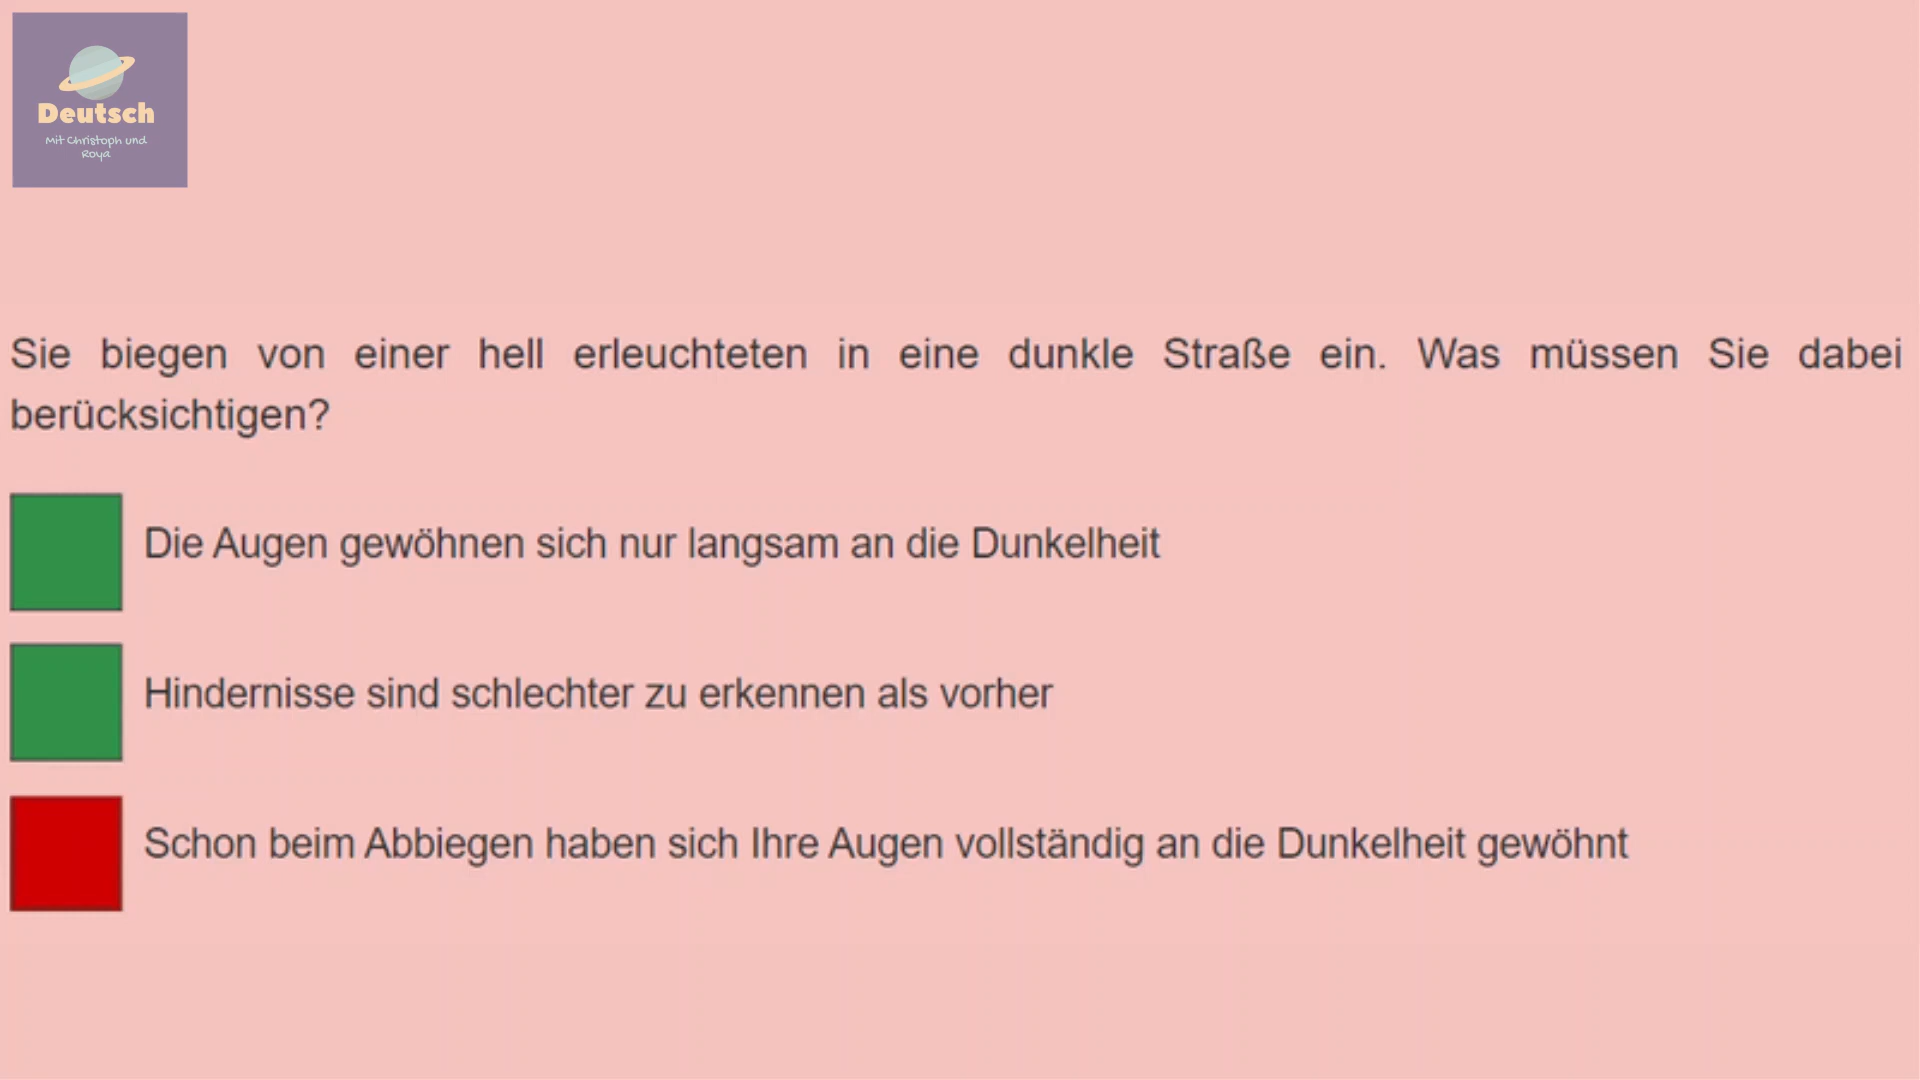 Deutsch
Mit Christoph und
Roya
Sie biegen von einer hell erleuchteten in eine dunkle Straße ein. Was müssen Sie dabei
berücksichtigen?
Die Augen gewöhnen sich nur langsam an die Dunkelheit
Hindernisse sind schlechter zu erkennen als vorher
Schon beim Abbiegen haben sich Ihre Augen vollständig an die Dunkelheit gewöhnt